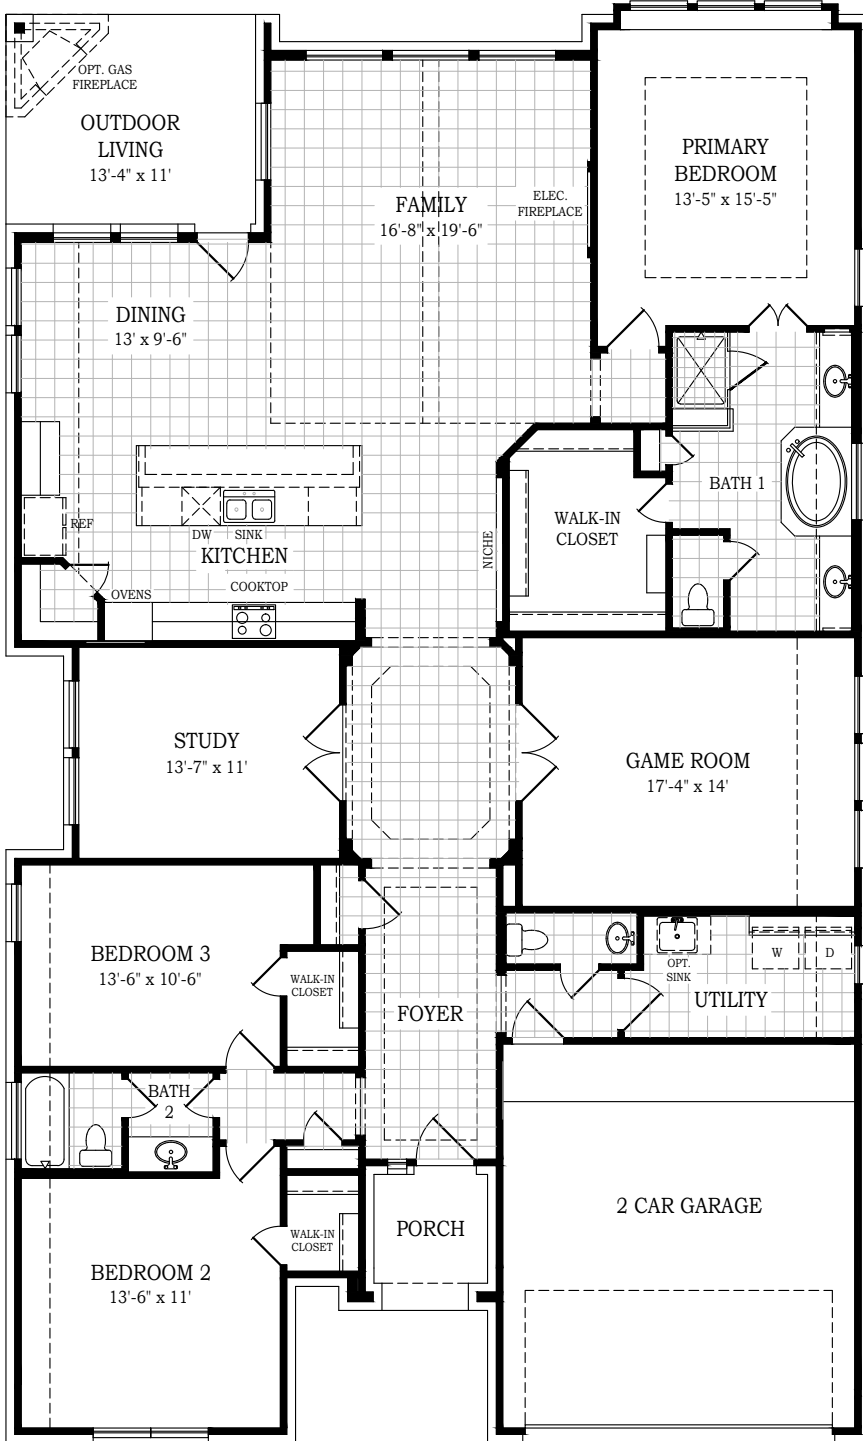 OPT. GAS
FIREPLACE
OUTDOOR
LIVING
13'-4" x 11'
PRIMARY
BEDROOM
13'-5" x 15'-5"
FAMILY
16'-8" x 19'-6"
ELEC.
FIREPLACE
DINING
13' x 9'-6"
REF
DW
SINK
KITCHEN
COOKTOP
OVENS
NICHE
WALK-IN
CLOSET
BATH 1
STUDY
13'-7" x 11'
GAME ROOM
17'-4" x 14'
BEDROOM 3
13'-6" x 10'-6"
WALK-IN
CLOSET
FOYER
OPT.
SINK
W
D
UTILITY
BATH
2
PORCH
2 CAR GARAGE
WALK-IN
CLOSET
BEDROOM 2
13'-6" x 11'